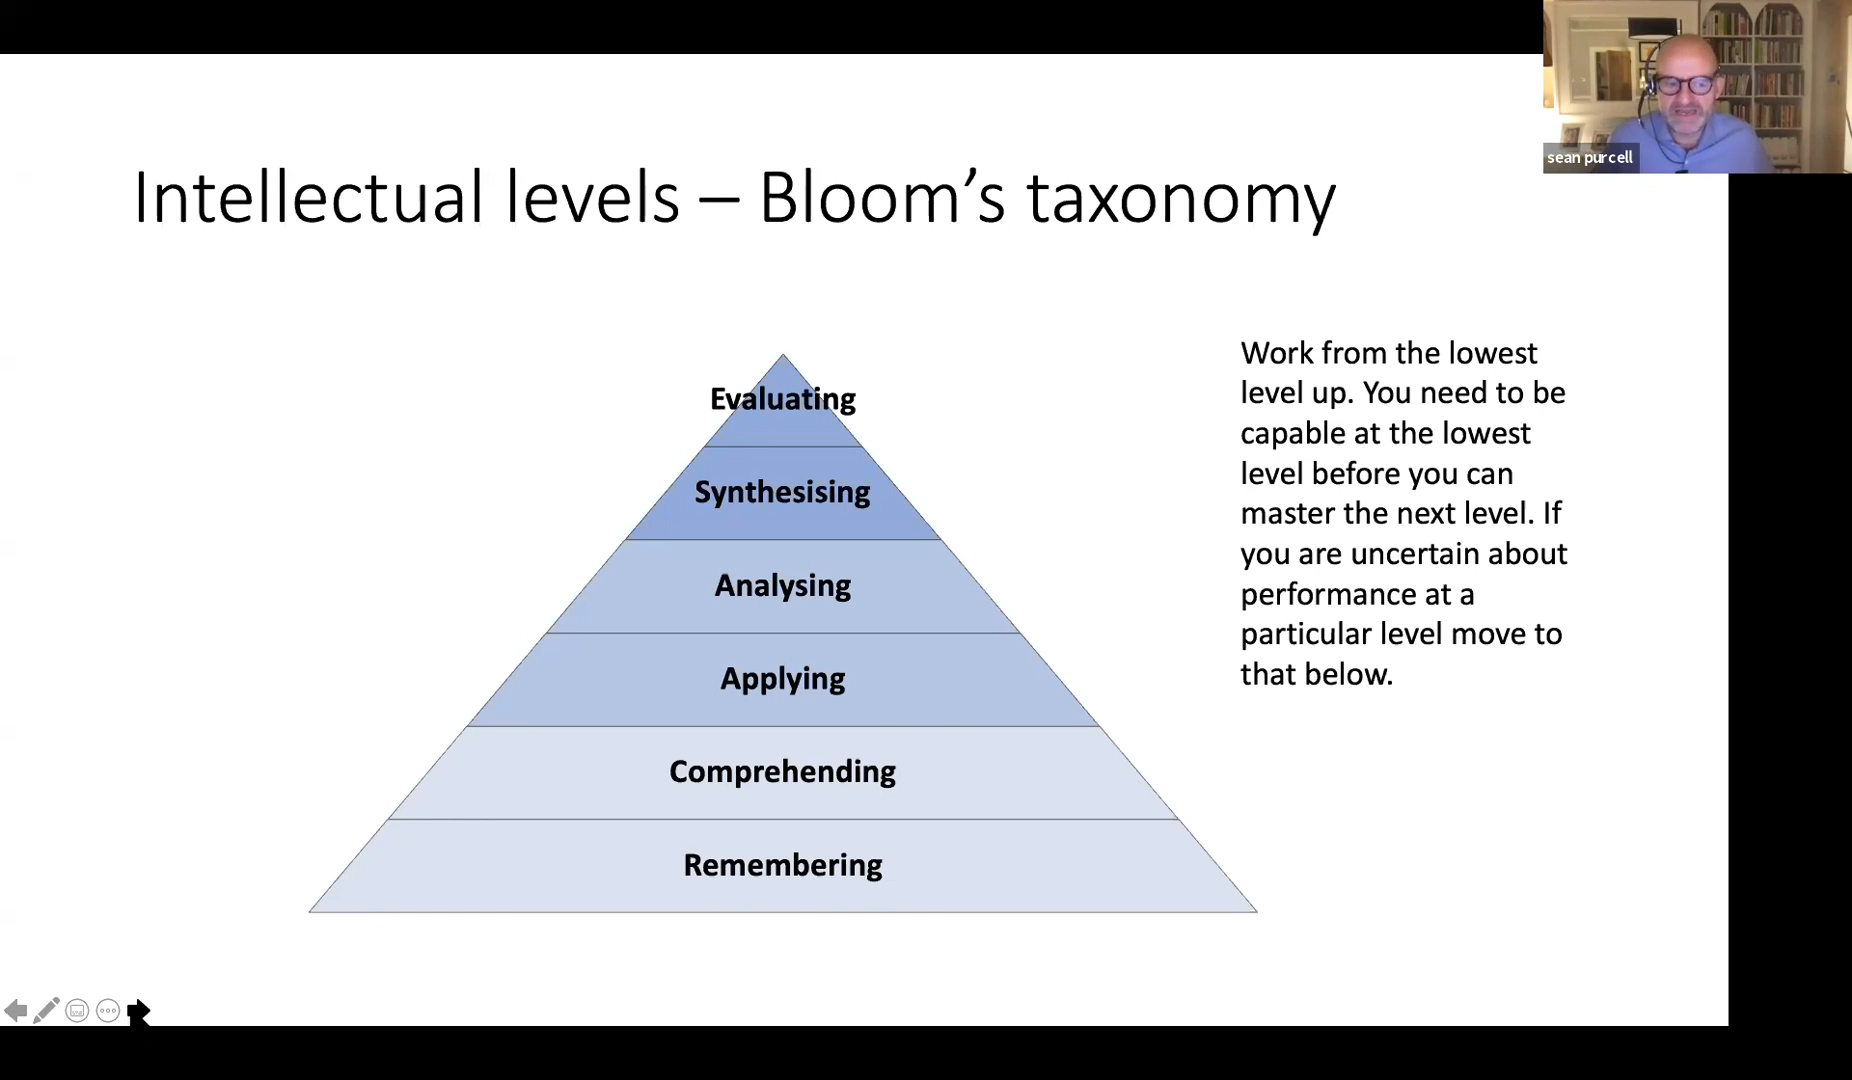 sean purcell
Intellectual levels – Bloom’s taxonomy
Evaluating
Synthesising
Analysing
Applying
Comprehending
Remembering
Work from the lowest
level up. You need to be
capable at the lowest
level before you can
master the next level. If
you are uncertain about
performance at a
particular level move to
that below.